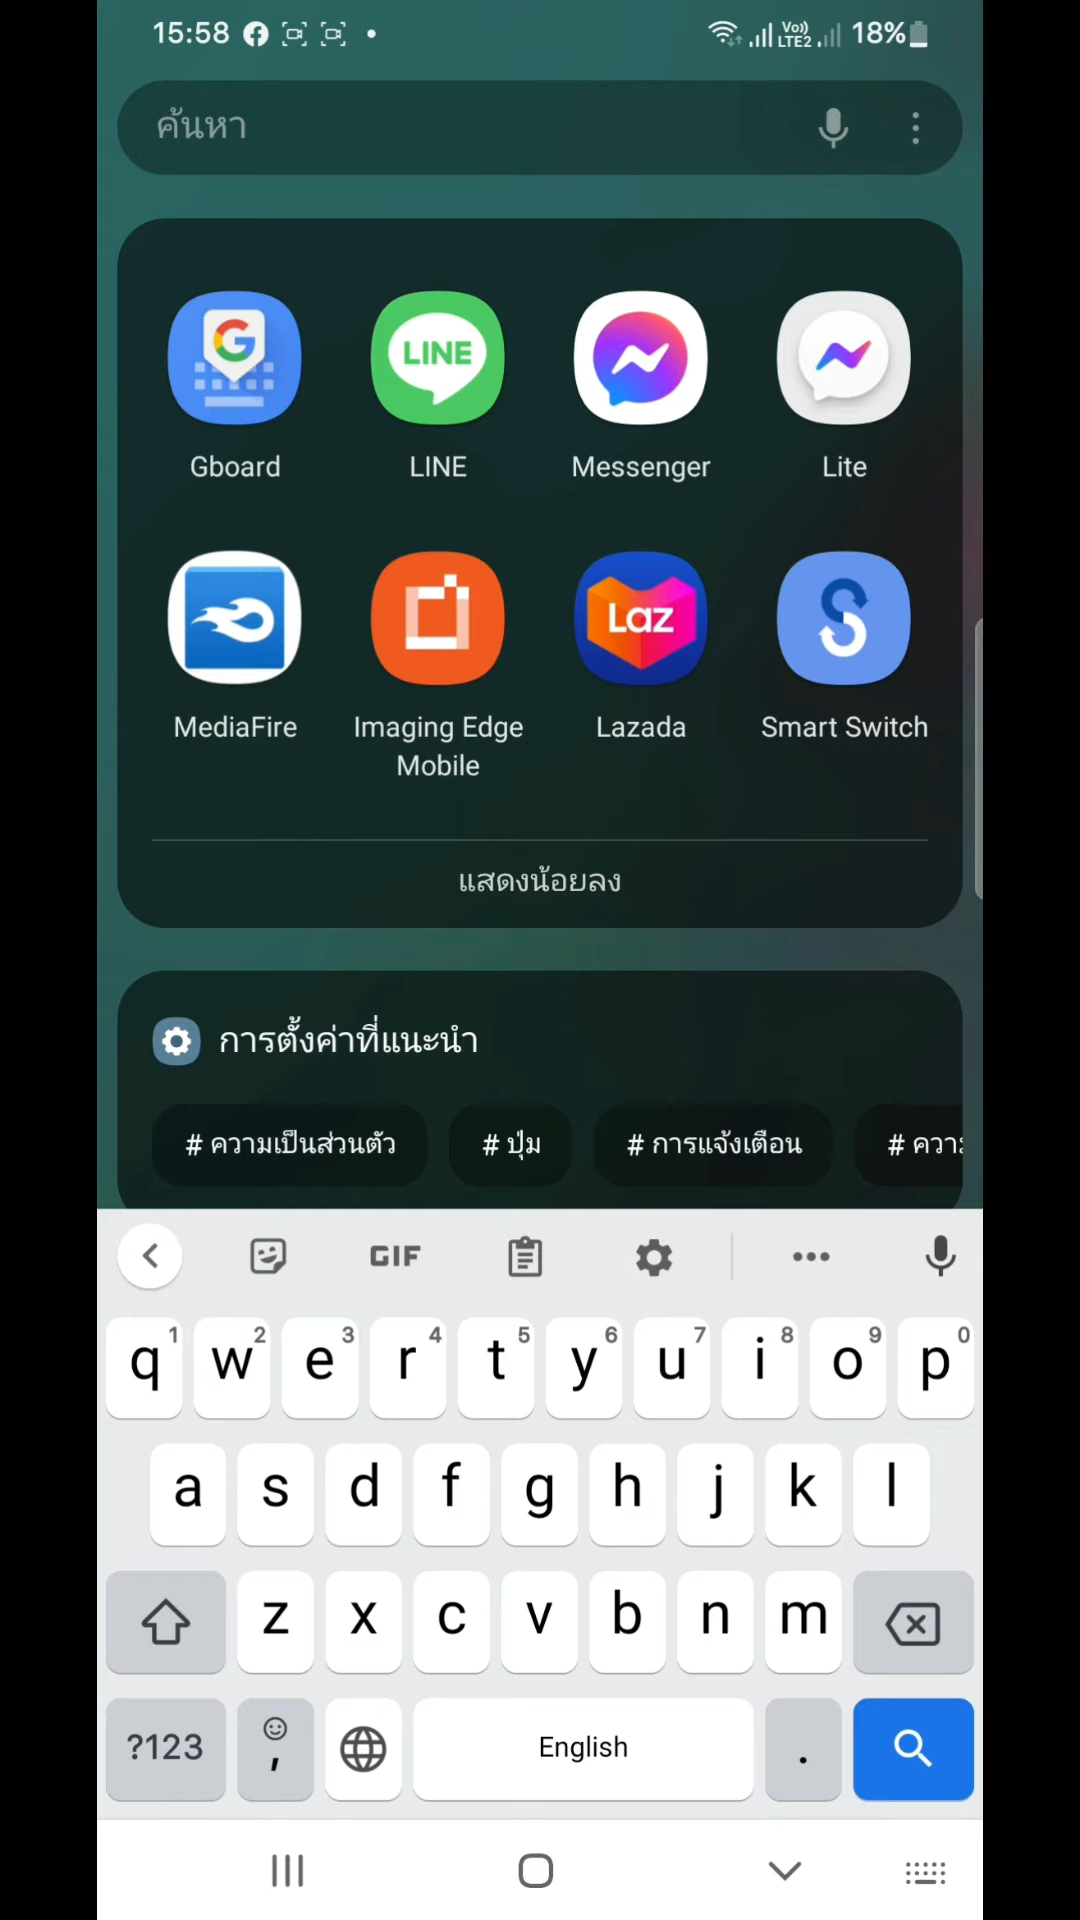 15:58 Vo)) LTE2 18%
ค้นหา
G LINE
Gboard LINE Messenger Lite
Laz
MediaFire Imaging Edge Mobile Lazada Smart Switch
แสดงน้อยลง
การตั้งค่าที่แนะนำ
# ความเป็นส่วนตัว # ปุ่ม # การแจ้งเตือน # ควา
GIF
q1 w2 e3 r4 t5 y6 u7 i8 o9 p0
a s d f g h j k l
z x c v b n m
?123 , English .